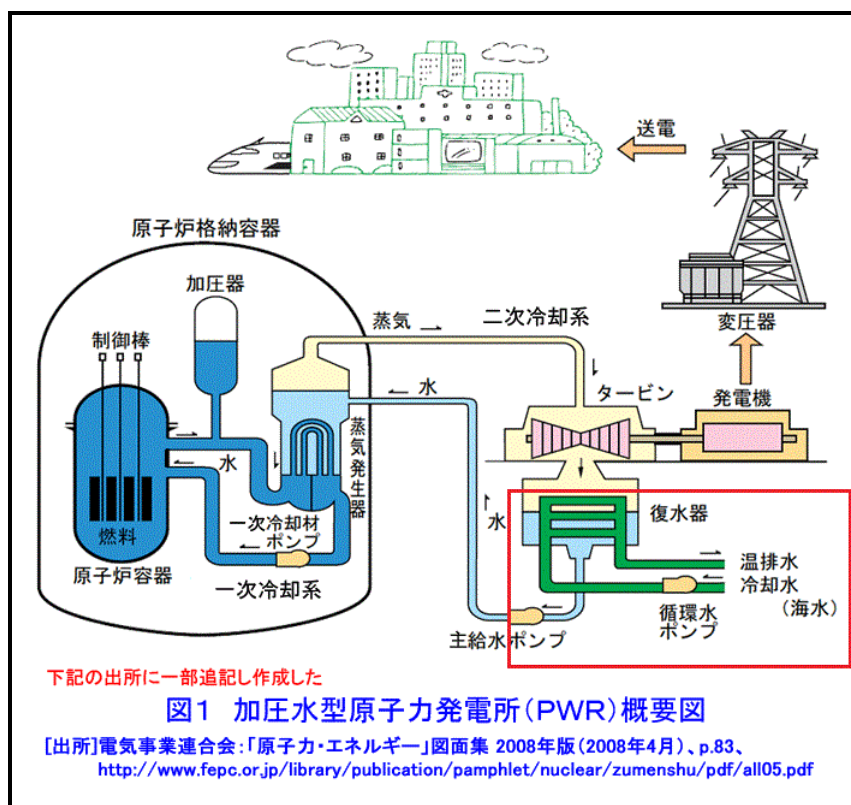 送電
原子炉格納容器
加圧器
制御棒
蒸気
二次冷却系
変圧器
水
タービン
発電機
蒸気発生器
水
燃料
原子炉容器
一次冷却材
ポンプ
一次冷却系
水
復水器
温排水
冷却水
(海水)
循環水
ポンプ
主給水ポンプ
下記の出所に一部追記し作成した
図1 加圧水型原子力発電所(PWR)概要図
[出所]電気事業連合会:「原子力・エネルギー」図面集 2008年版(2008年4月)、p.83、
http://www.fepc.or.jp/library/publication/pamphlet/nuclear/zumenshu/pdf/all05.pdf